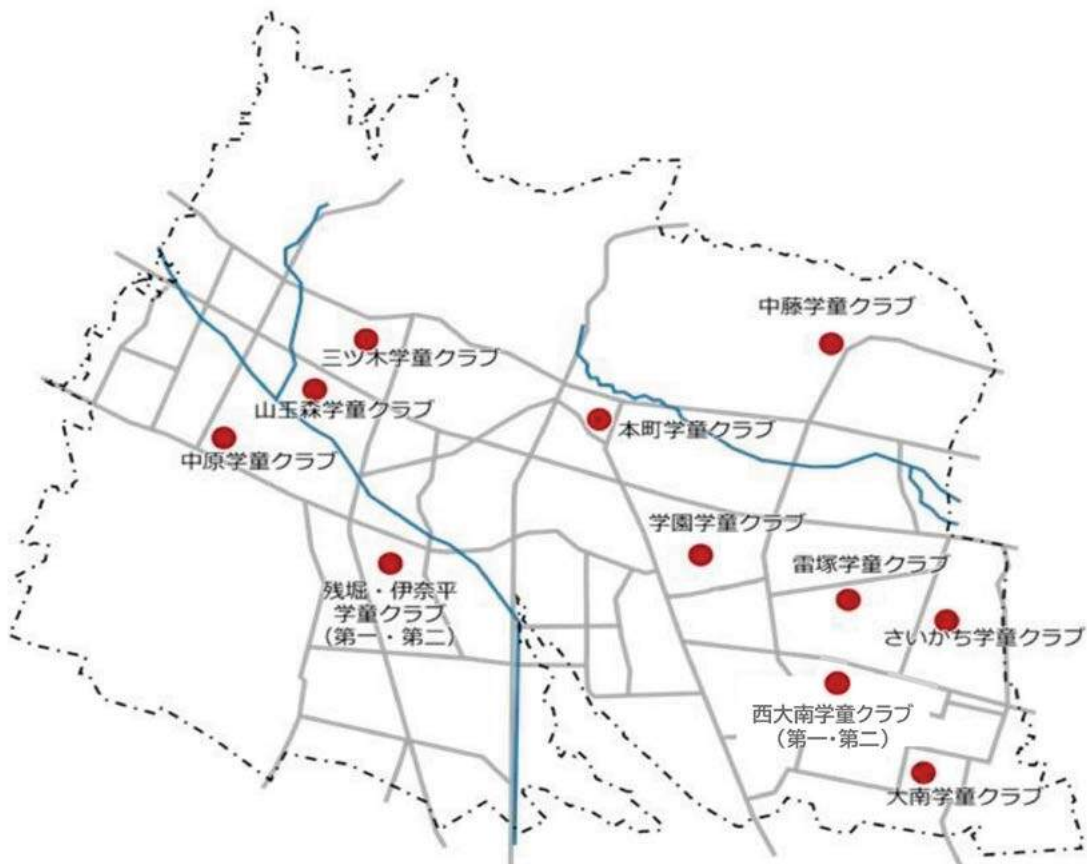 中藤学童クラブ
三ツ木学童クラブ
山王森学童クラブ
本町学童クラブ
中原学童クラブ
学園学童クラブ
雷塚学童クラブ
残堀・伊奈平
学童クラブ
（第一・第二）
さいかち学童クラブ
西大南学童クラブ
（第一・第二）
大南学童クラブ